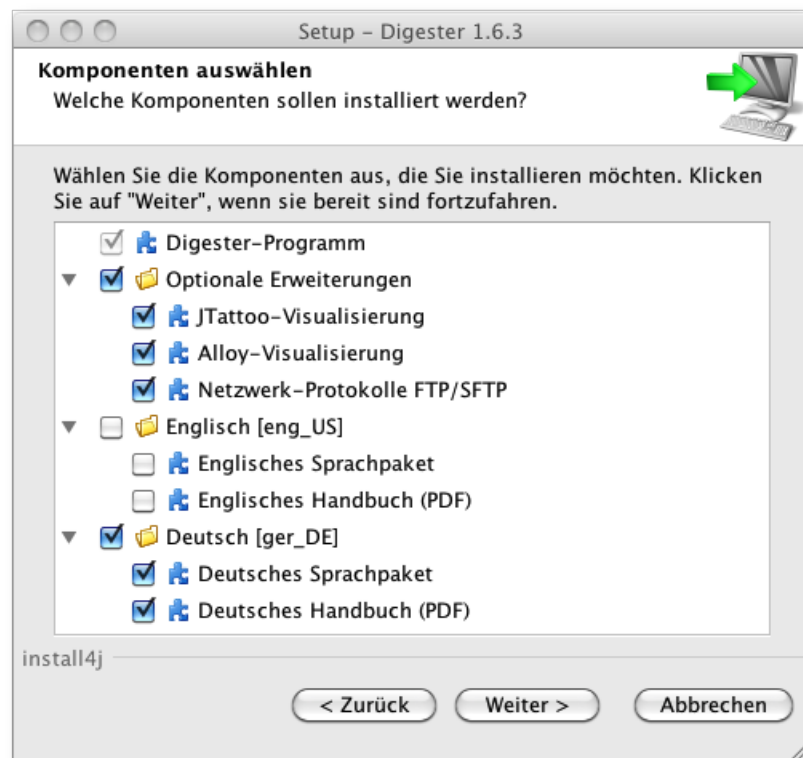 Setup – Digester 1.6.3
Komponenten auswählen
Welche Komponenten sollen installiert werden?
Wählen Sie die Komponenten aus, die Sie installieren möchten. Klicken
Sie auf "Weiter", wenn sie bereit sind fortzufahren.
Digester-Programm
Optionale Erweiterungen
JTattoo-Visualisierung
Alloy-Visualisierung
Netzwerk-Protokolle FTP/SFTP
Englisch [eng_US]
Englisches Sprachpaket
Englisches Handbuch (PDF)
Deutsch [ger_DE]
Deutsches Sprachpaket
Deutsches Handbuch (PDF)
install4j
< Zurück Weiter > Abbrechen